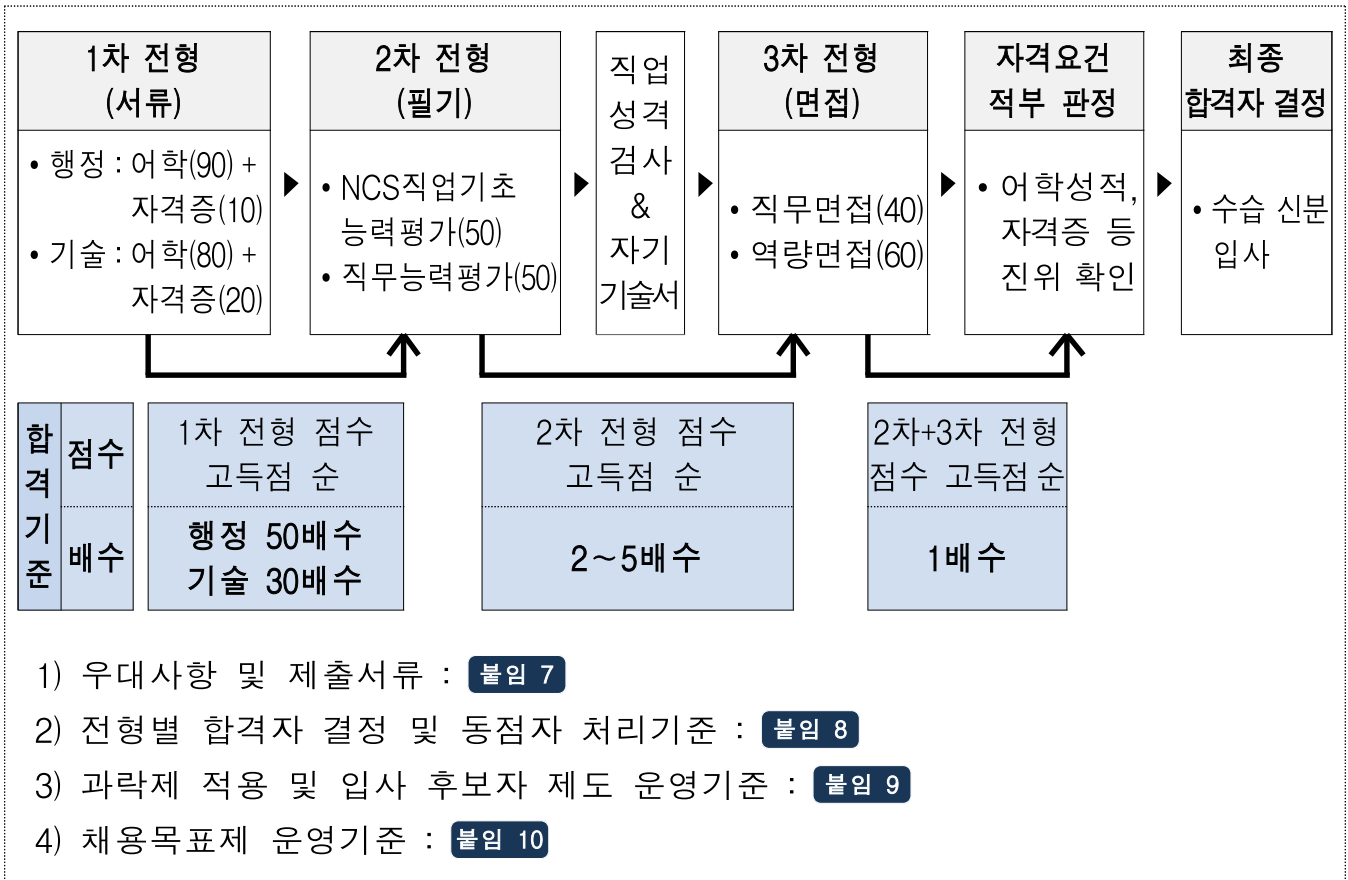 1차 전형
(서류)
• 행정 : 어학(90) +
자격증(10)
• 기술 : 어학(80) +
자격증(20)
▶
2차 전형
(필기)
• NCS직업기초
능력평가(50)
• 직무능력평가(50)
▶
직업
성격
검사
&
자기
기술서
▶
3차 전형
(면접)
• 직무면접(40)
• 역량면접(60)
▶
자격요건
적부 판정
• 어학성적,
자격증 등
진위 확인
▶
최종
합격자 결정
• 수습 신분
입사
합격기준
점수
1차 전형 점수
고득점 순
2차 전형 점수
고득점 순
2차+3차 전형
점수 고득점 순
배수
행정 50배수
기술 30배수
2～5배수
1배수
1) 우대사항 및 제출서류 : 붙임 7
2) 전형별 합격자 결정 및 동점자 처리기준 : 붙임 8
3) 과락제 적용 및 입사 후보자 제도 운영기준 : 붙임 9
4) 채용목표제 운영기준 : 붙임 10